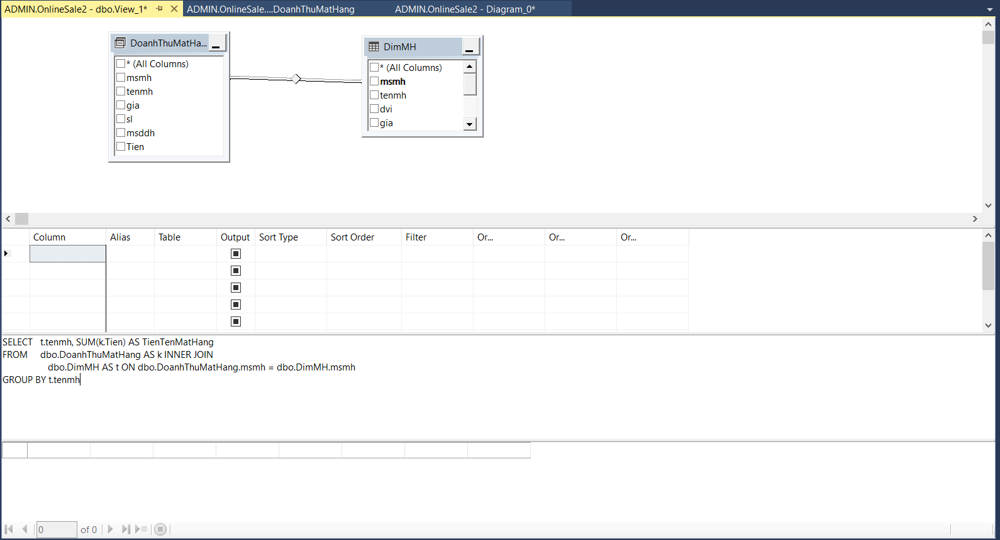 ADMIN.OnlineSale2 - dbo.View_1* ADMIN.OnlineSale....DoanhThuMatHang ADMIN.OnlineSale2 - Diagram_0*
DoanhThuMatHa...
* (All Columns)
msmh
tenmh
gia
sl
msddh
Tien
DimMH
* (All Columns)
msmh
tenmh
dvi
gia
Column Alias Table Output Sort Type Sort Order Filter Or... Or... Or...
SELECT t.tenmh, SUM(k.Tien) AS TienTenMatHang
FROM dbo.DoanhThuMatHang AS k INNER JOIN
dbo.DimMH AS t ON dbo.DoanhThuMatHang.msmh = dbo.DimMH.msmh
GROUP BY t.tenmh
0 of 0